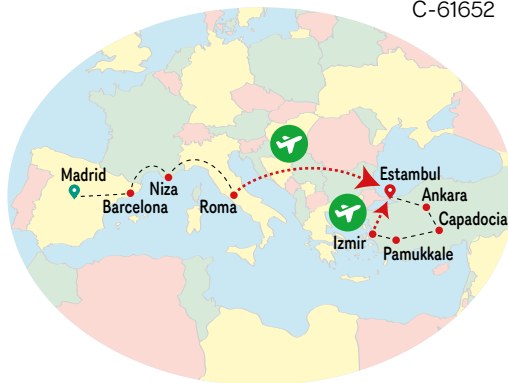 C-61652
Madrid
Barcelona
Niza
Roma
Estambul
Ankara
Capadocia
Izmir
Pamukkale